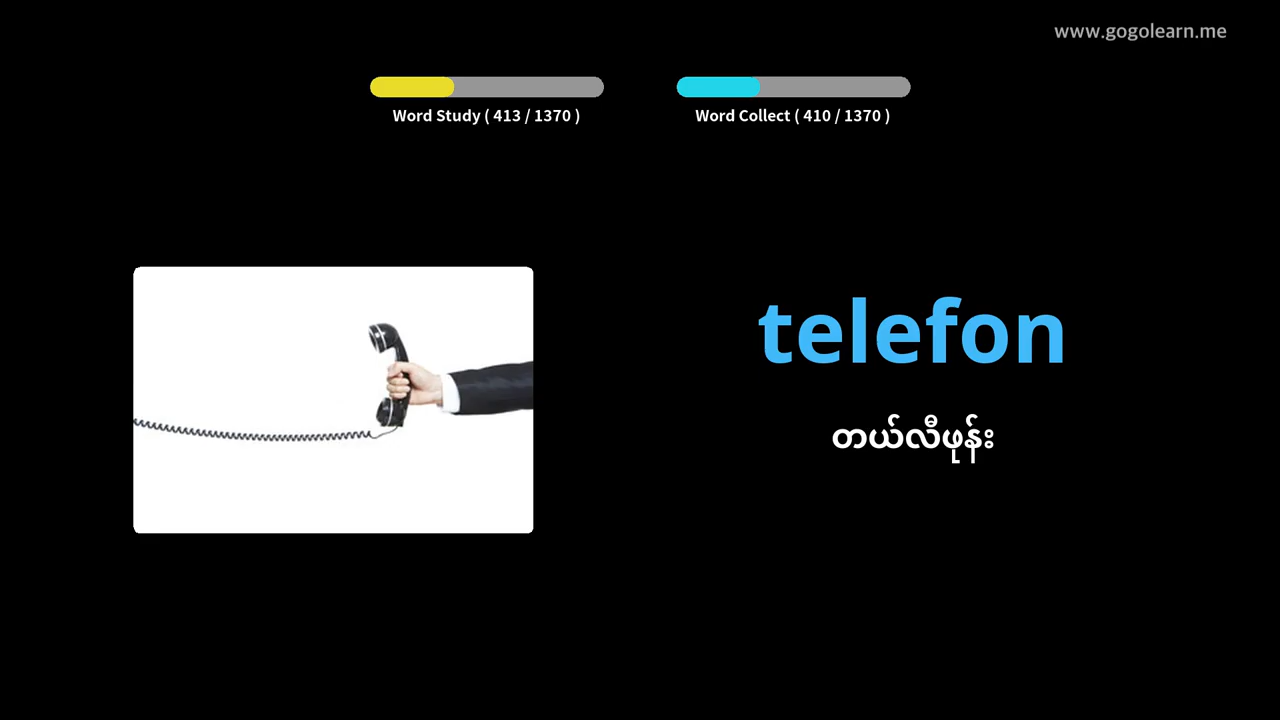 www.gogolearn.me
Word Study ( 413 / 1370 )
Word Collect ( 410 / 1370 )
telefon
တယ်လီဖုန်း